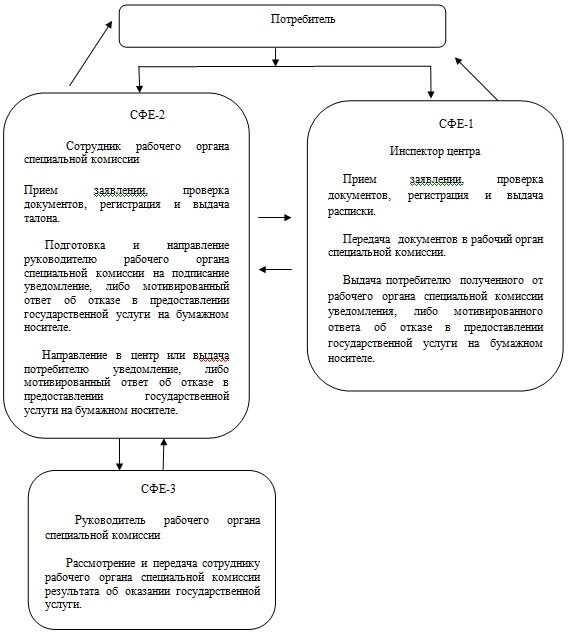 Потребитель
СФЕ-2
Сотрудник рабочего органа
специальной комиссии
Прием заявлении, проверка
документов, регистрация и выдача
талона.
Подготовка и направление
руководителю рабочего органа
специальной комиссии на подписание
уведомление, либо мотивированный
ответ об отказе в предоставлении
государственной услуги на бумажном
носителе.
Направление в центр или выдача
потребителю уведомление, либо
мотивированный ответ об отказе в
предоставлении государственной
услуги на бумажном носителе.
СФЕ-1
Инспектор центра
Прием заявлении, проверка
документов, регистрация и выдача
расписки.
Передача документов в рабочий орган
специальной комиссии.
Выдача потребителю полученного от
рабочего органа специальной комиссии
уведомления, либо мотивированного
ответа об отказе в предоставлении
государственной услуги на бумажном
носителе.
СФЕ-3
Руководитель рабочего органа
специальной комиссии
Рассмотрение и передача сотруднику
рабочего органа специальной комиссии
результата об оказании государственной
услуги.